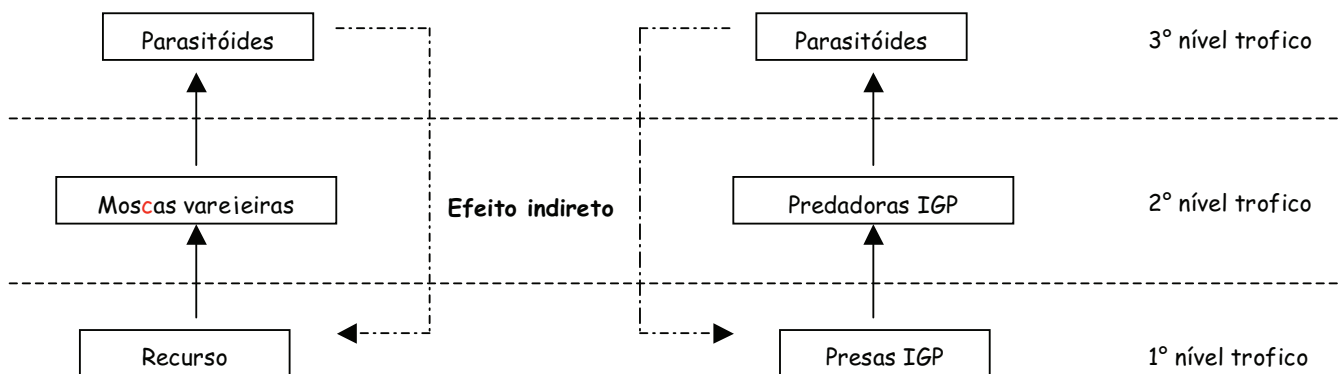 Parasitóides Parasitóides 3° nível trofico
Moscas vareieiras Efeito indireto Predadoras IGP 2° nível trofico
Recurso Presas IGP 1° nível trofico